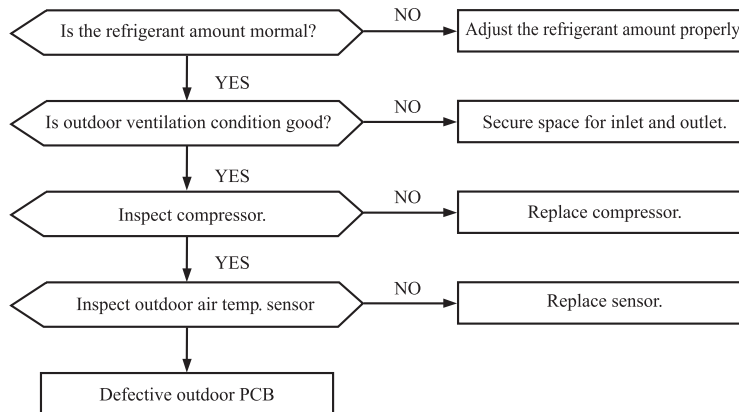 Is the refrigerant amount mormal?
NO
Adjust the refrigerant amount properly
YES
Is outdoor ventilation condition good?
NO
Secure space for inlet and outlet.
YES
Inspect compressor.
NO
Replace compressor.
YES
Inspect outdoor air temp. sensor
NO
Replace sensor.
Defective outdoor PCB